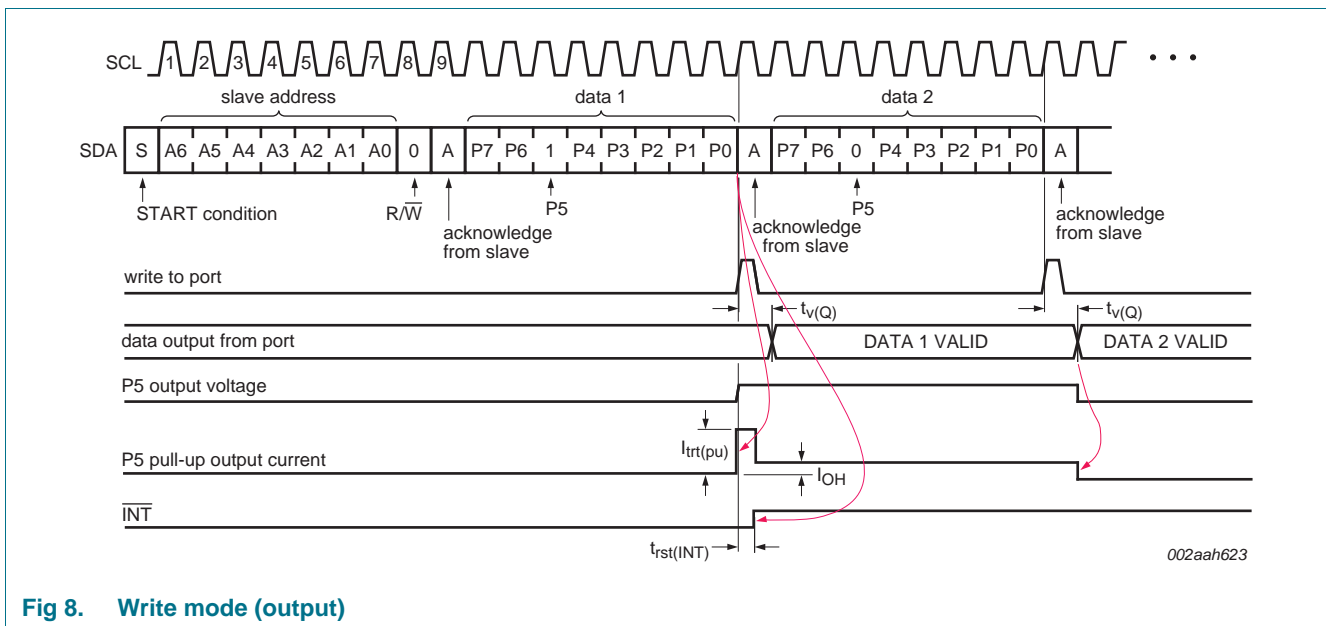 SCL 1 2 3 4 5 6 7 8 9
slave address data 1 data 2
SDA S A6 A5 A4 A3 A2 A1 A0 0 A P7 P6 1 P4 P3 P2 P1 P0 A P7 P6 0 P4 P3 P2 P1 P0 A
START condition R/W̅ acknowledge from slave P5 acknowledge from slave P5 acknowledge from slave
write to port
tv(Q) tv(Q)
data output from port DATA 1 VALID DATA 2 VALID
P5 output voltage
Itrt(pu)
P5 pull-up output current
IOH
I̅N̅T̅
trst(INT)
002aah623
Fig 8. Write mode (output)